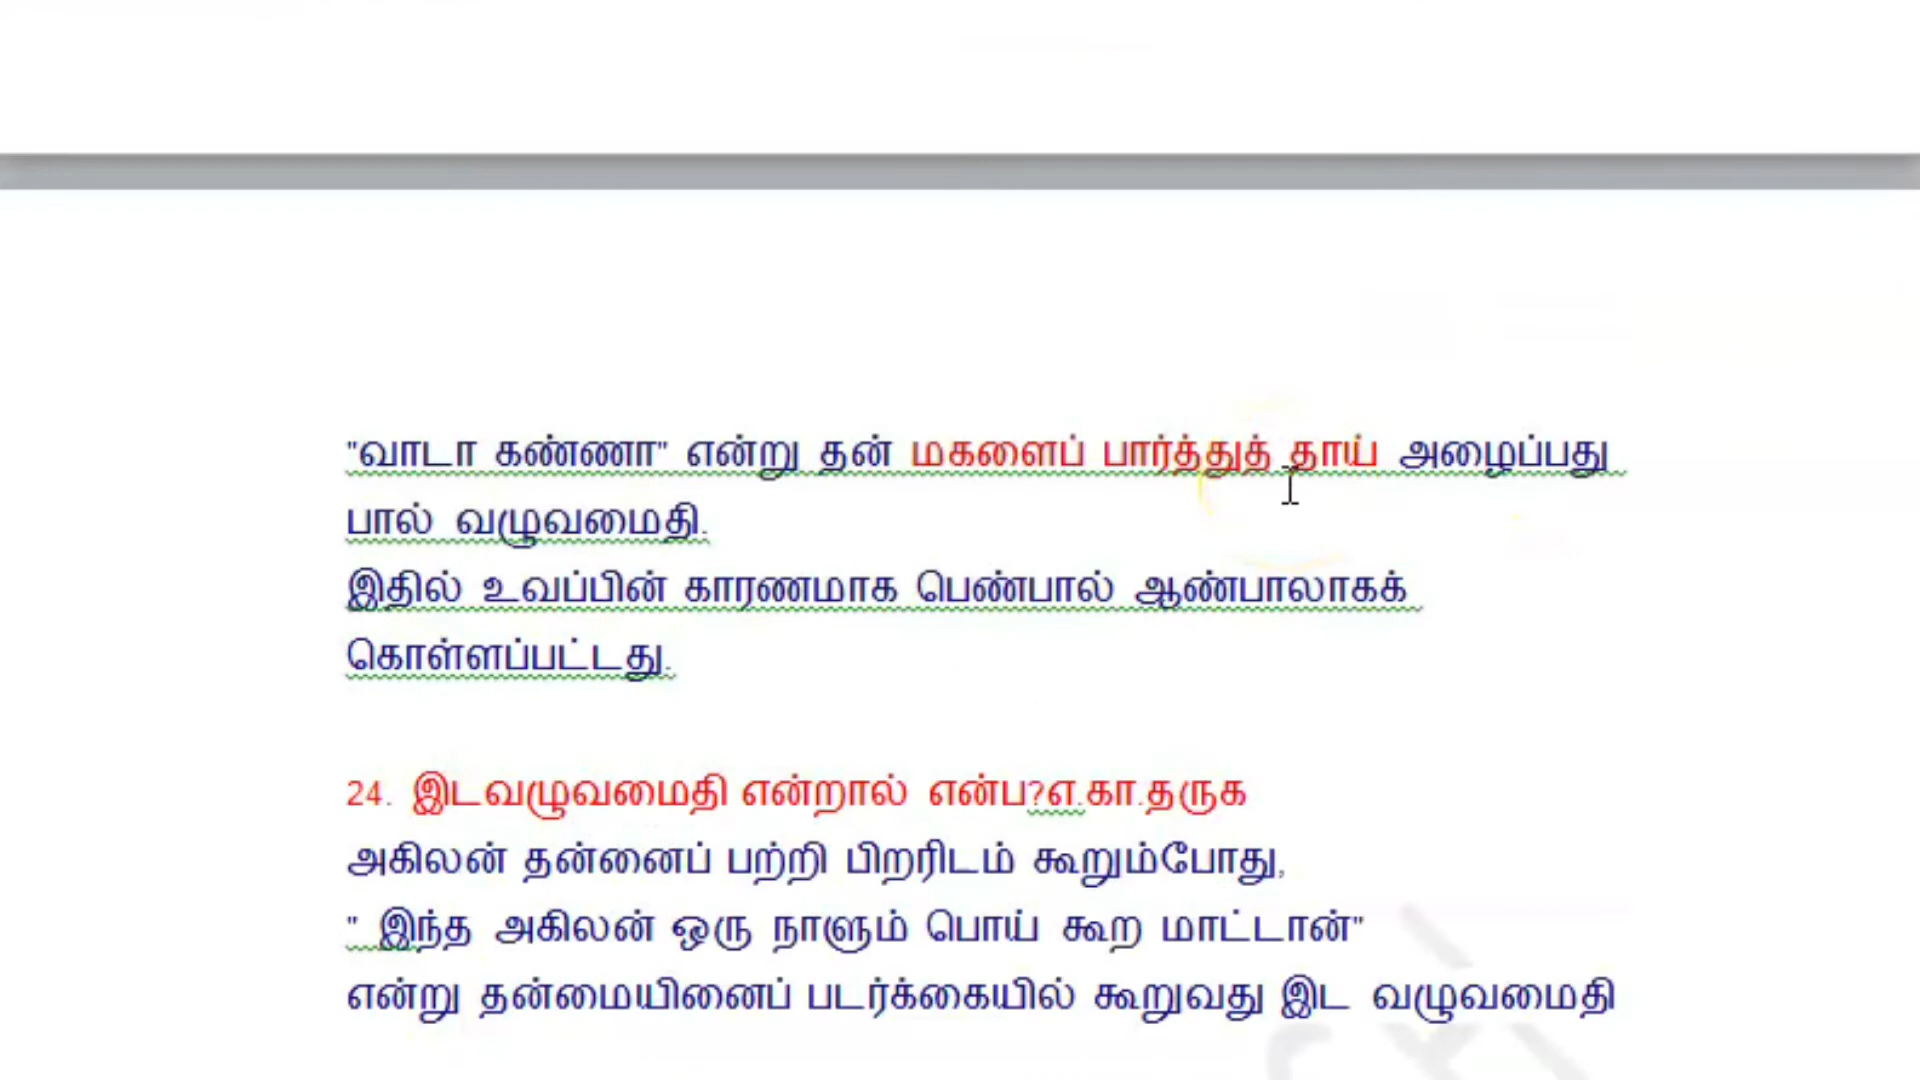 "வாடா கண்ணா" என்று தன் மகளைப் பார்த்துத் தாய் அழைப்பது
பால் வழுவமைதி.
இதில் உவப்பின் காரணமாக பெண்பால் ஆண்பாலாகக்
கொள்ளப்பட்டது.
24. இடவழுவமைதி என்றால் என்ப?எ.கா.தருக
அகிலன் தன்னைப் பற்றி பிறரிடம் கூறும்போது,
" இந்த அகிலன் ஒரு நாளும் பொய் கூற மாட்டான்"
என்று தன்மையினைப் படர்க்கையில் கூறுவது இட வழுவமைதி